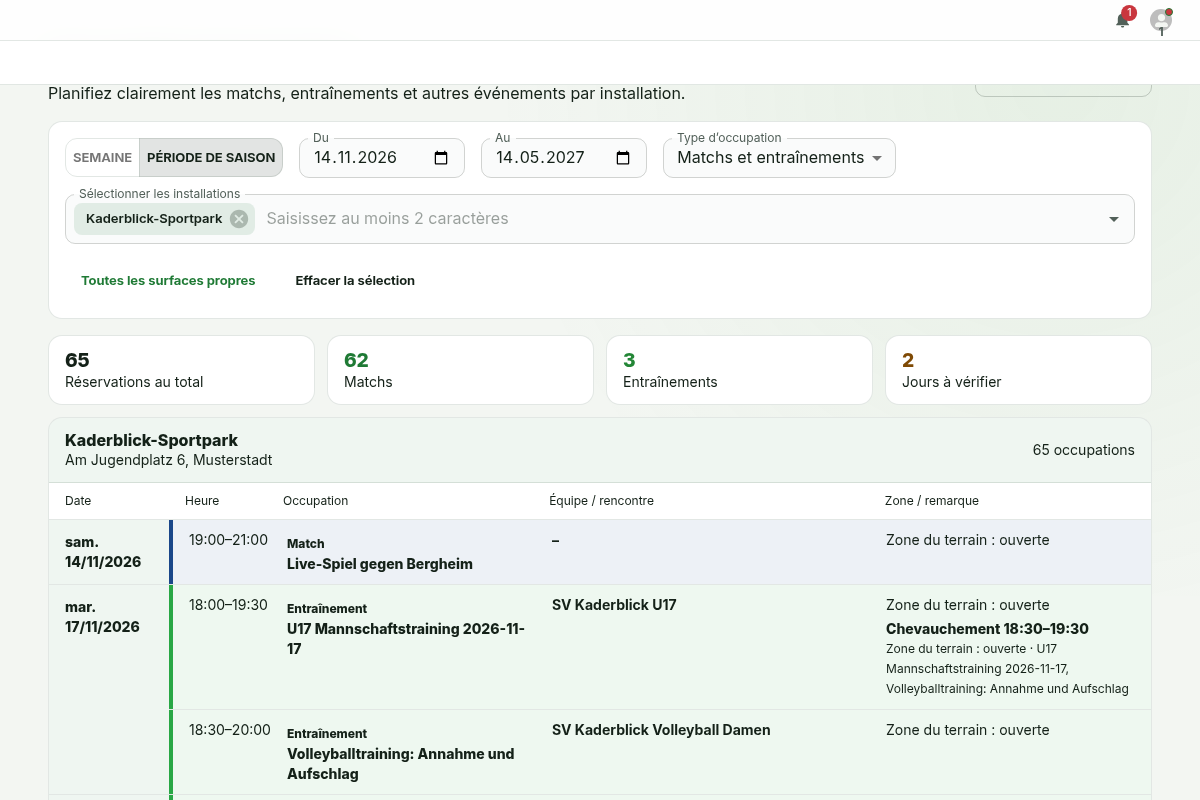 1
1
Planifiez clairement les matchs, entraînements et autres événements par installation.
SEMAINE
PÉRIODE DE SAISON
Du
14.11.2026
Au
14.05.2027
Type d’occupation
Matchs et entraînements
Sélectionner les installations
Kaderblick-Sportpark
Saisissez au moins 2 caractères
Toutes les surfaces propres
Effacer la sélection
65
Réservations au total
62
Matchs
3
Entraînements
2
Jours à vérifier
Kaderblick-Sportpark
Am Jugendplatz 6, Musterstadt
65 occupations
Date
Heure
Occupation
Équipe / rencontre
Zone / remarque
sam.
14/11/2026
19:00–21:00
Match
Live-Spiel gegen Bergheim
–
Zone du terrain : ouverte
mar.
17/11/2026
18:00–19:30
Entraînement
U17 Mannschaftstraining 2026-11-
17
SV Kaderblick U17
Zone du terrain : ouverte
Chevauchement 18:30–19:30
Zone du terrain : ouverte · U17
Mannschaftstraining 2026-11-17,
Volleyballtraining: Annahme und Aufschlag
18:30–20:00
Entraînement
Volleyballtraining: Annahme und
Aufschlag
SV Kaderblick Volleyball Damen
Zone du terrain : ouverte